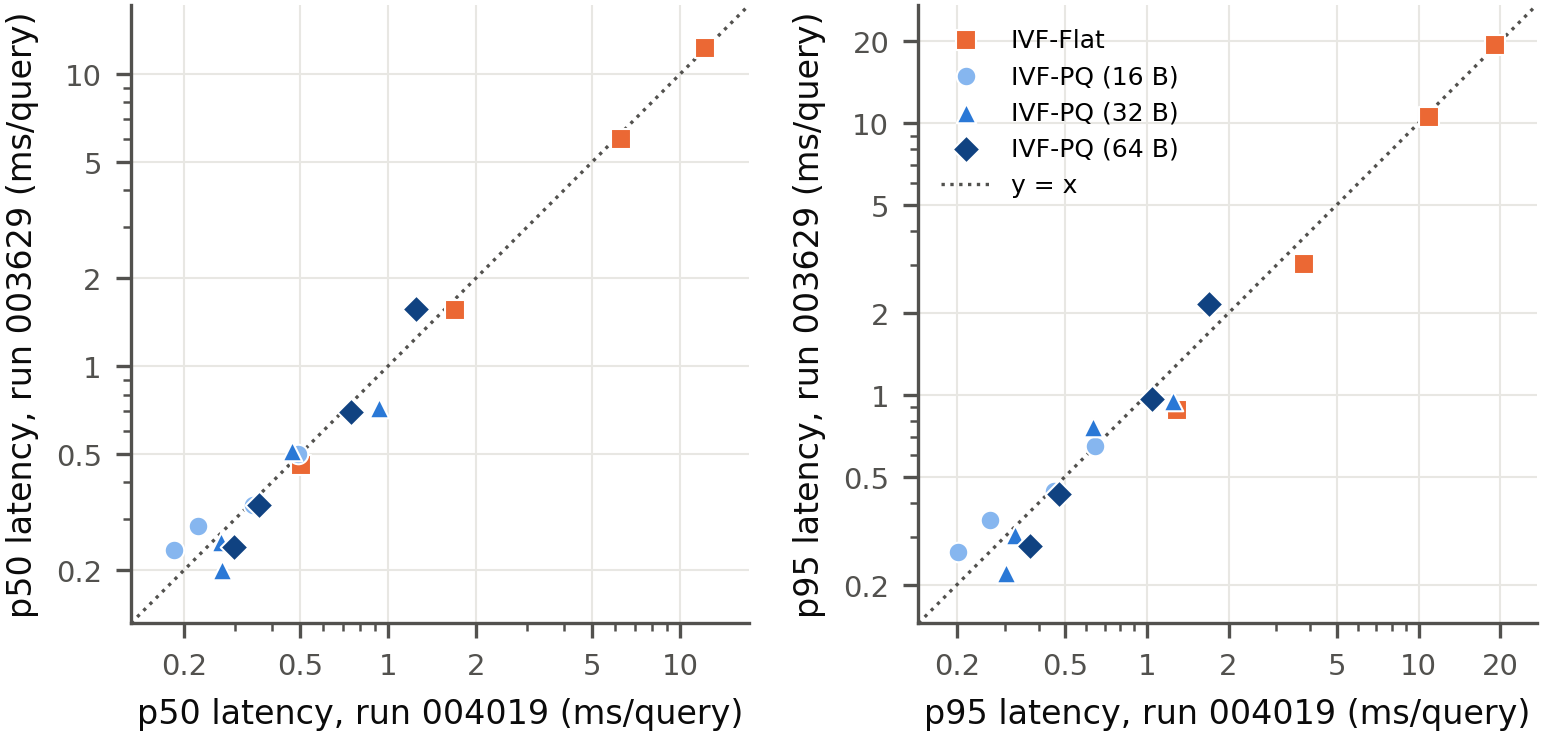 p50 latency, run 003629 (ms/query)
10
5
2
1
0.5
0.2
0.2 0.5 1 2 5 10
p50 latency, run 004019 (ms/query)
p95 latency, run 003629 (ms/query)
20
10
5
2
1
0.5
0.2
IVF-Flat
IVF-PQ (16 B)
IVF-PQ (32 B)
IVF-PQ (64 B)
y = x
0.2 0.5 1 2 5 10 20
p95 latency, run 004019 (ms/query)